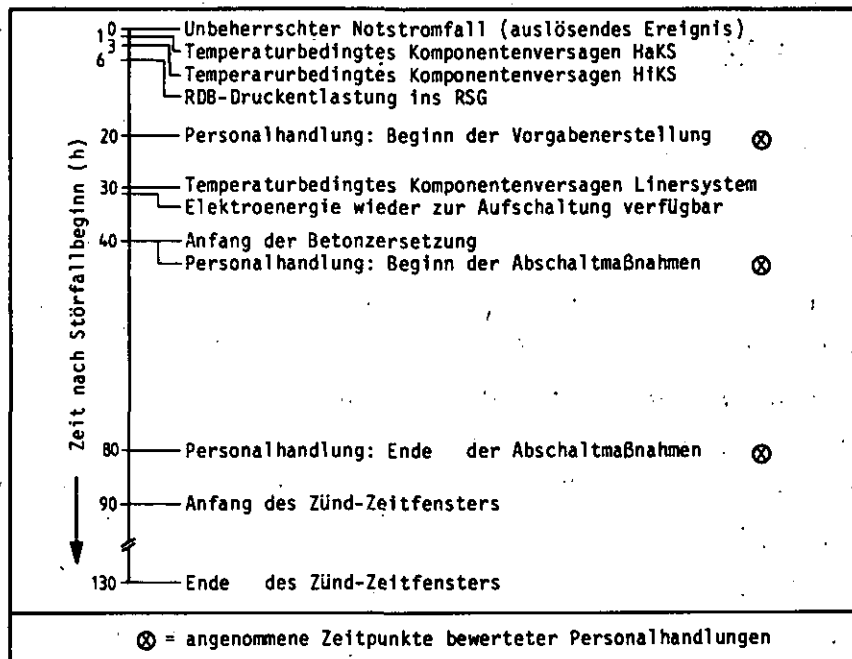 0 Unbeherrschter Notstromfall (auslösendes Ereignis)
1 Temperaturbedingtes Komponentenversagen HaKS
3 Temperarurbedingtes Komponentenversagen HiKS
6 RDB-Druckentlastung ins RSG
20 Personalhandlung: Beginn der Vorgabenerstellung ⊗
30 Temperaturbedingtes Komponentenversagen Linersystem
Elektroenergie wieder zur Aufschaltung verfügbar
40 Anfang der Betonzersetzung
Personalhandlung: Beginn der Abschaltmaßnahmen ⊗
80 Personalhandlung: Ende der Abschaltmaßnahmen ⊗
90 Anfang des Zünd-Zeitfensters
130 Ende des Zünd-Zeitfensters
Zeit nach Störfallbeginn (h)
⊗ = angenommene Zeitpunkte bewerteter Personalhandlungen